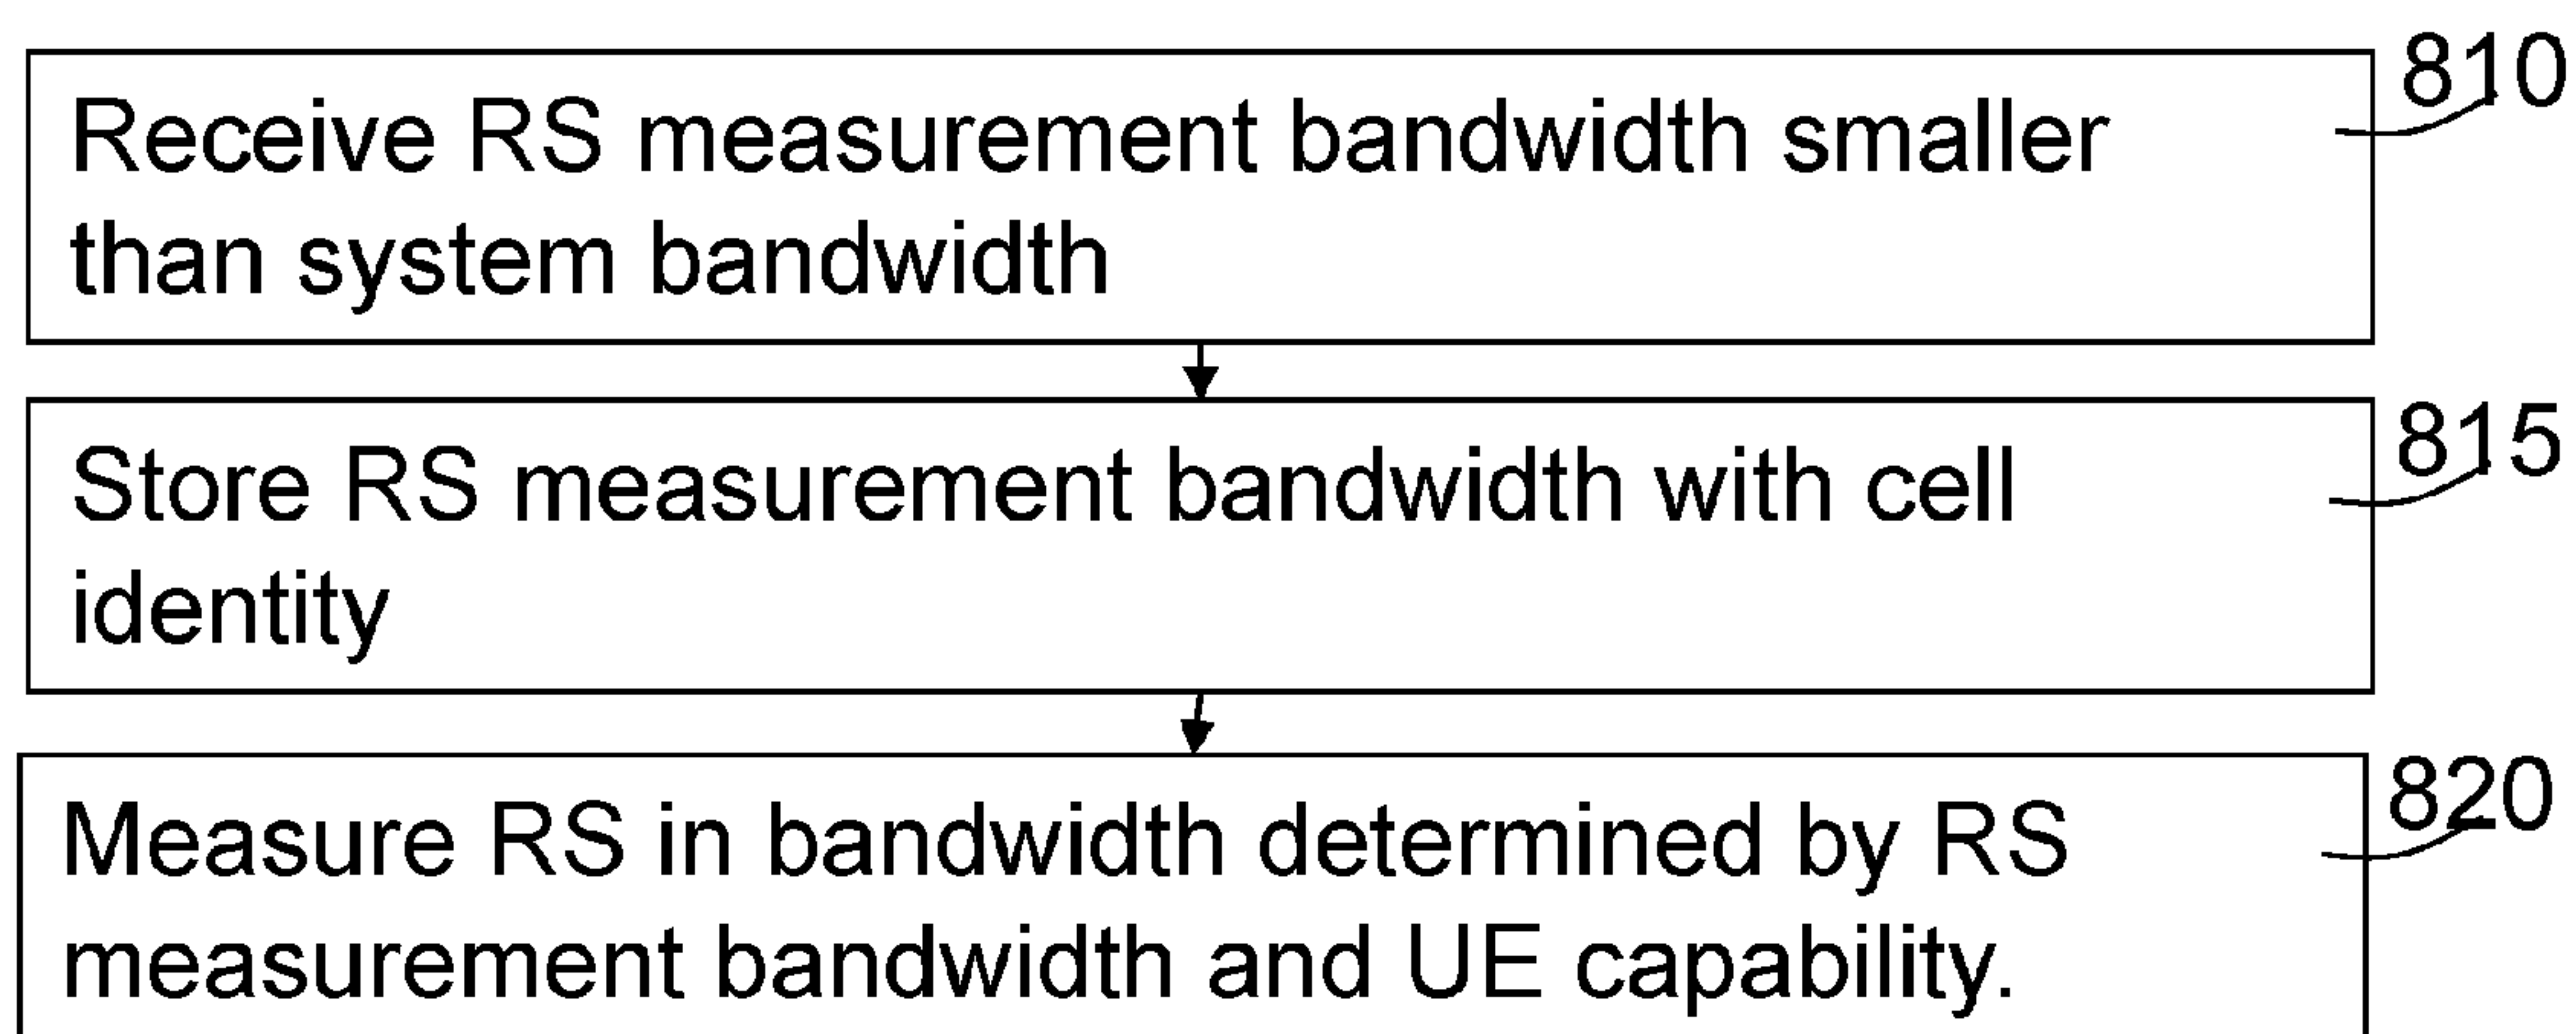 810
Receive RS measurement bandwidth smaller
than system bandwidth
815
Store RS measurement bandwidth with cell
identity
820
Measure RS in bandwidth determined by RS
measurement bandwidth and UE capability.